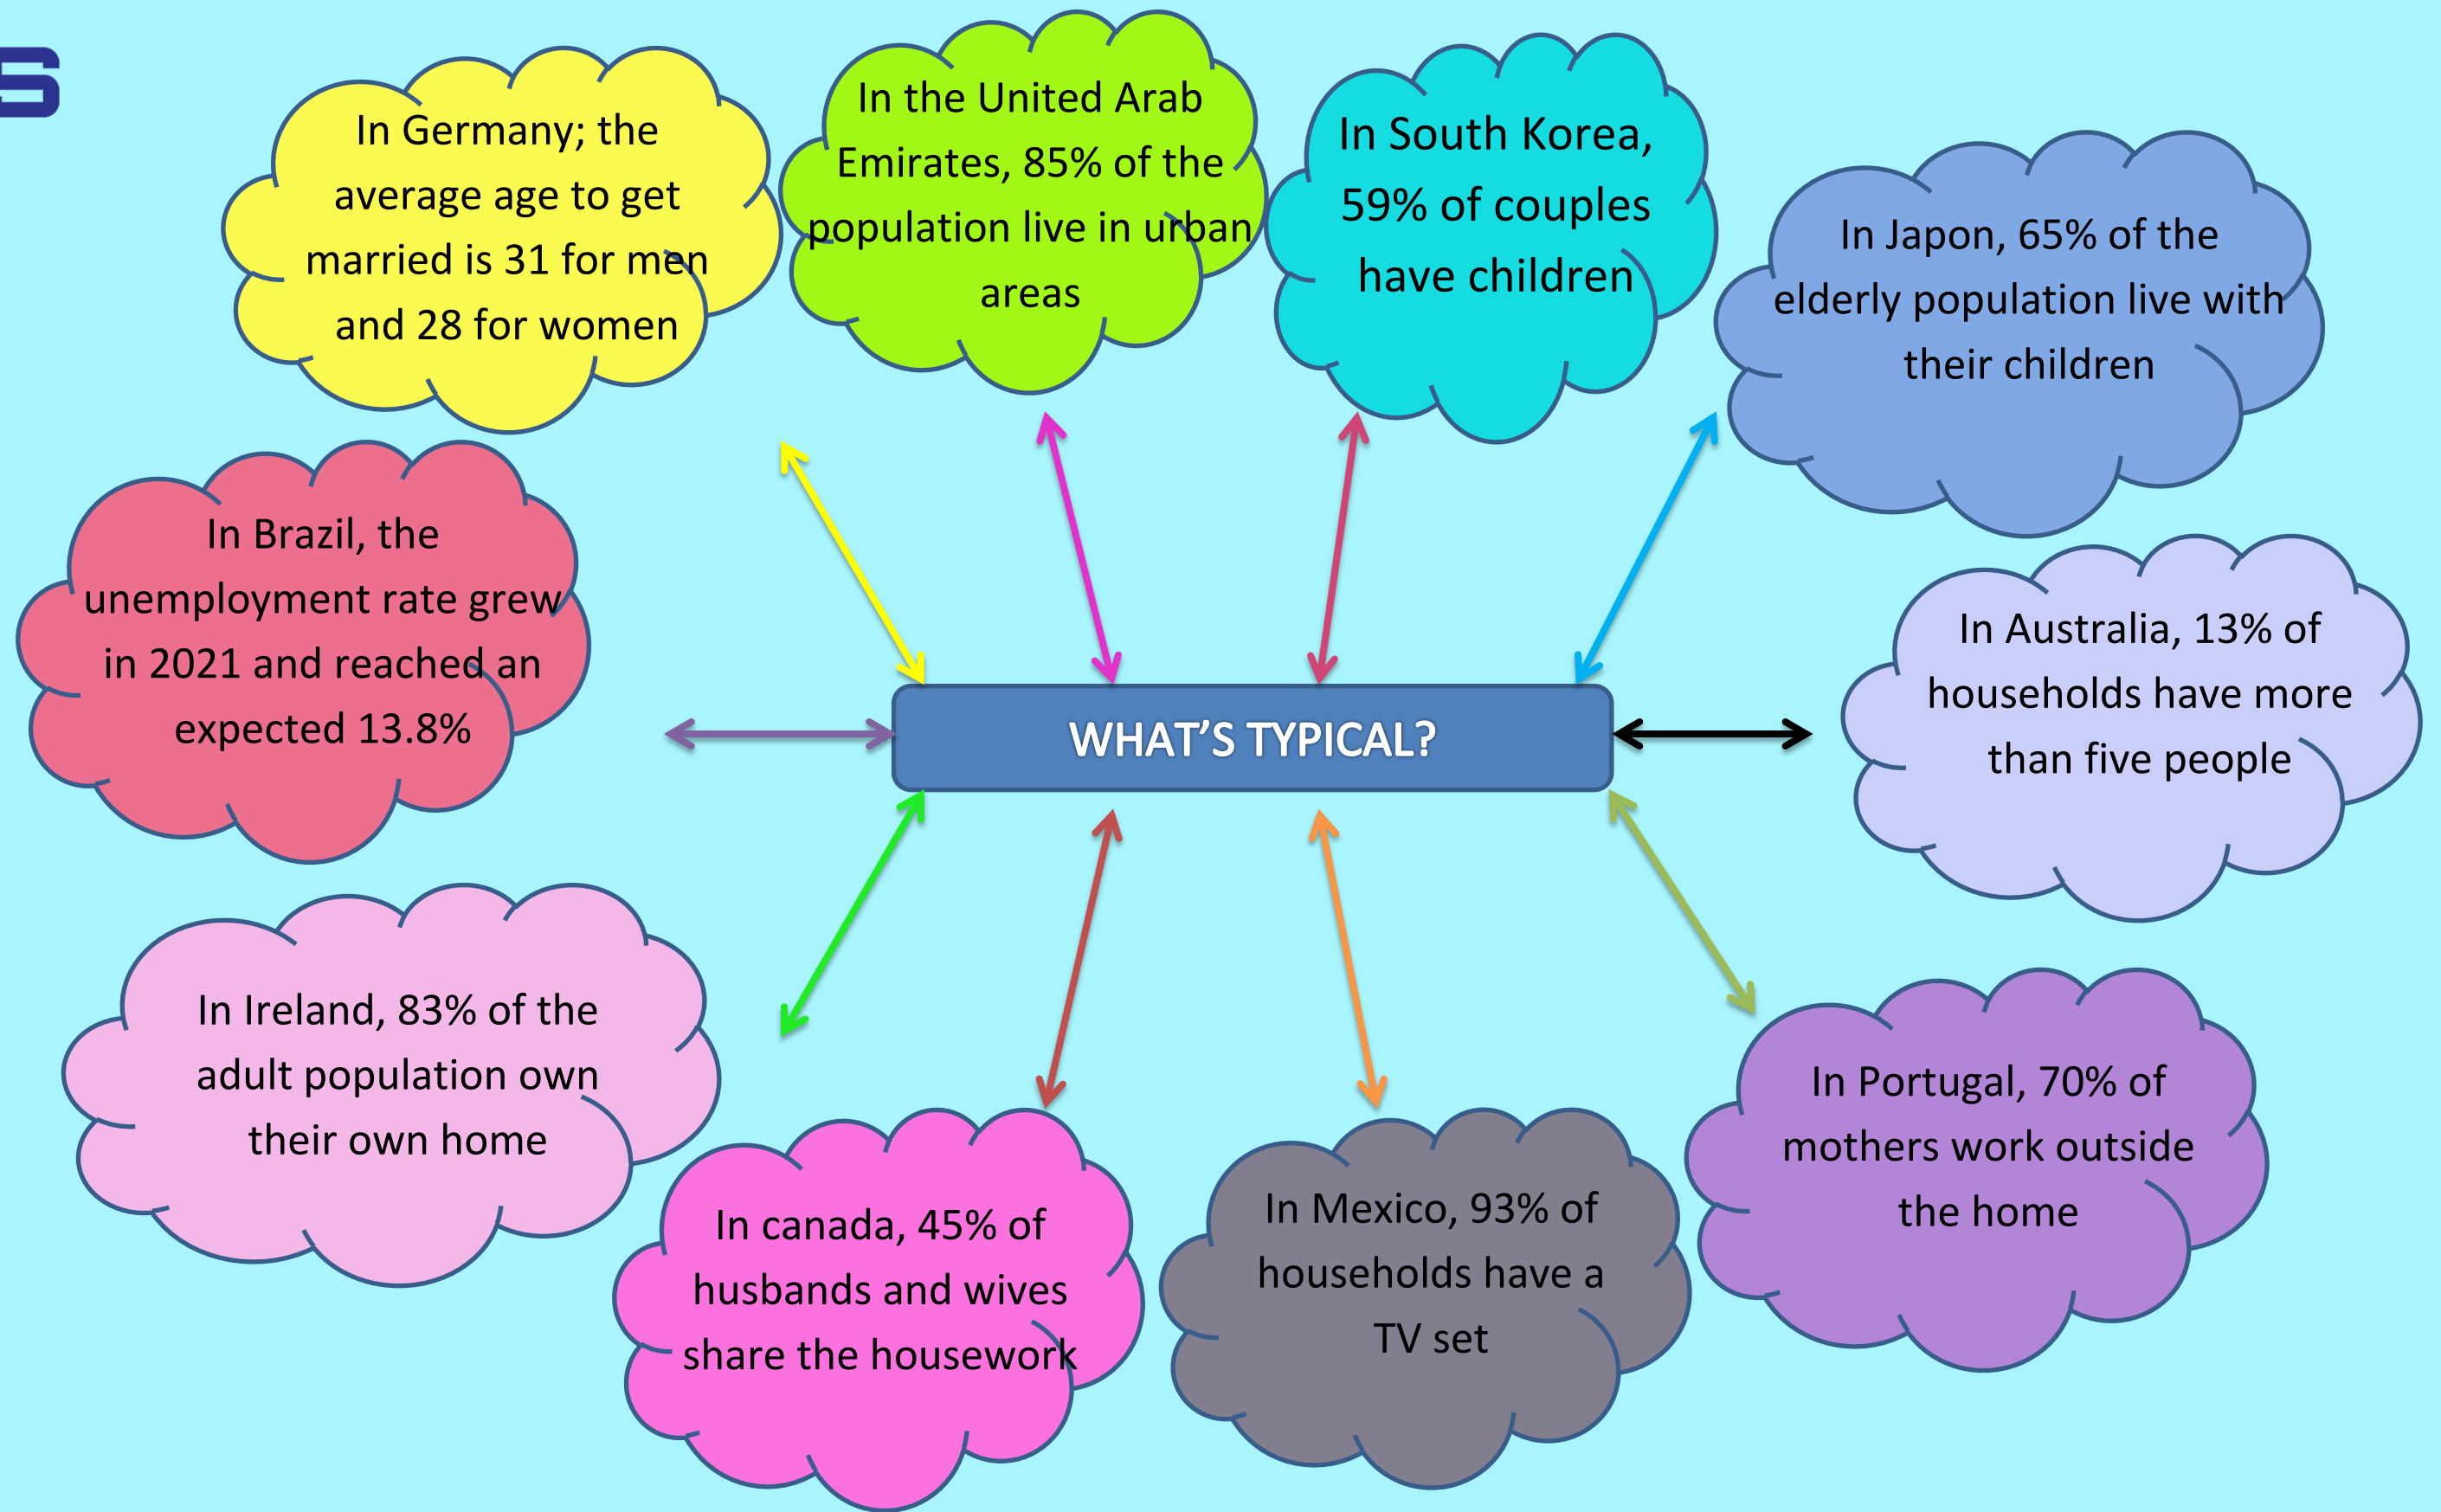 S
In Germany; the
average age to get
married is 31 for men
and 28 for women
In the United Arab
Emirates, 85% of the
population live in urban
areas
In South Korea,
59% of couples
have children
In Japon, 65% of the
elderly population live with
their children
In Brazil, the
unemployment rate grew
in 2021 and reached an
expected 13.8%
WHAT'S TYPICAL?
In Australia, 13% of
households have more
than five people
In Ireland, 83% of the
adult population own
their own home
In canada, 45% of
husbands and wives
share the housework
In Mexico, 93% of
households have a
TV set
In Portugal, 70% of
mothers work outside
the home